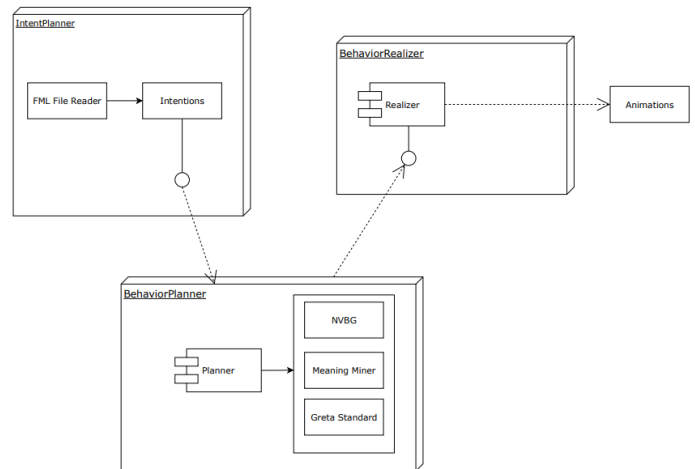 IntentPlanner
FML File Reader
Intentions
BehaviorRealizer
Realizer
Animations
BehaviorPlanner
Planner
NVBG
Meaning Miner
Greta Standard